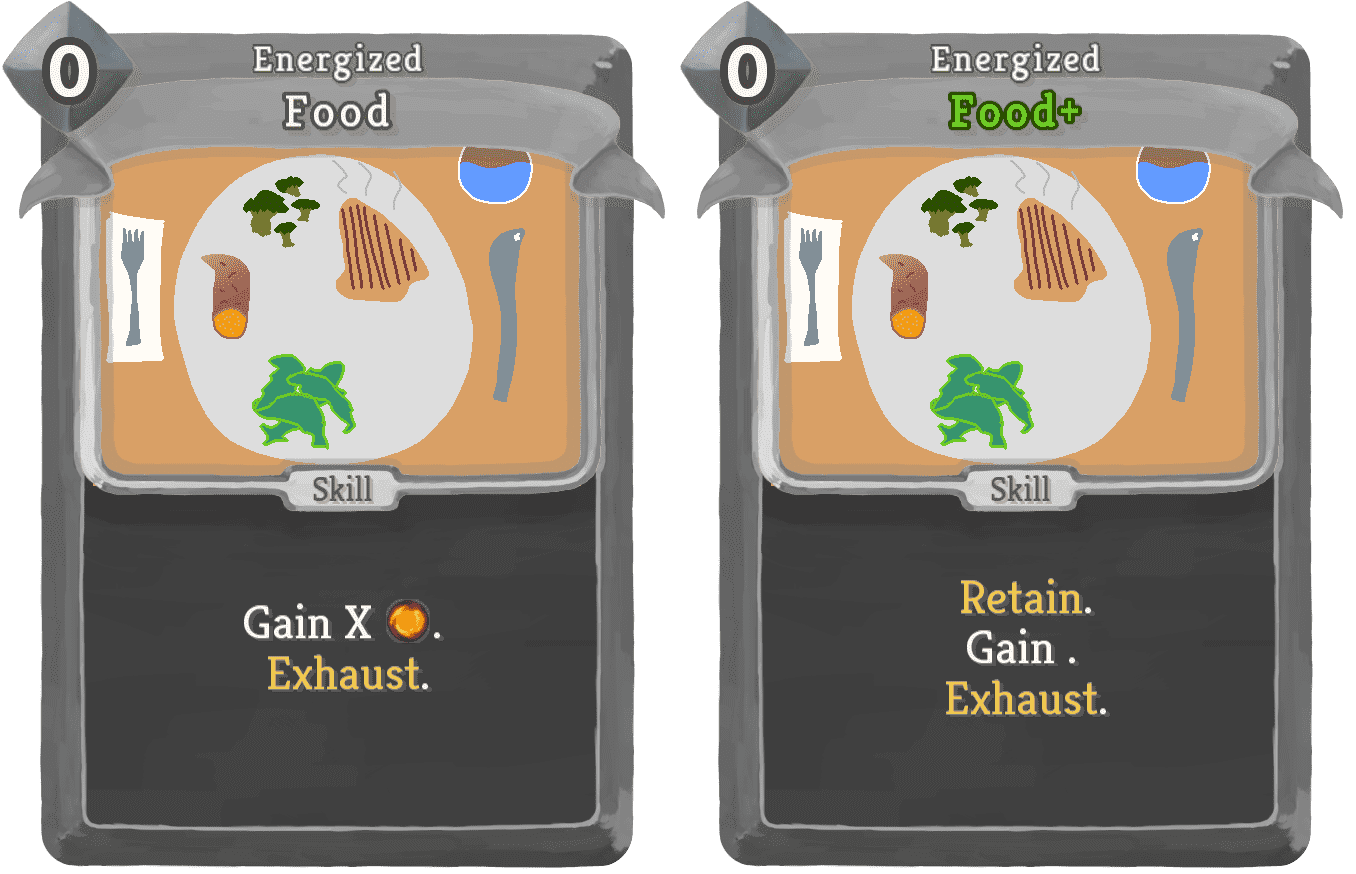 0
Energized
Food
Skill
Gain X .
Exhaust.
0
Energized
Food+
Skill
Retain.
Gain .
Exhaust.